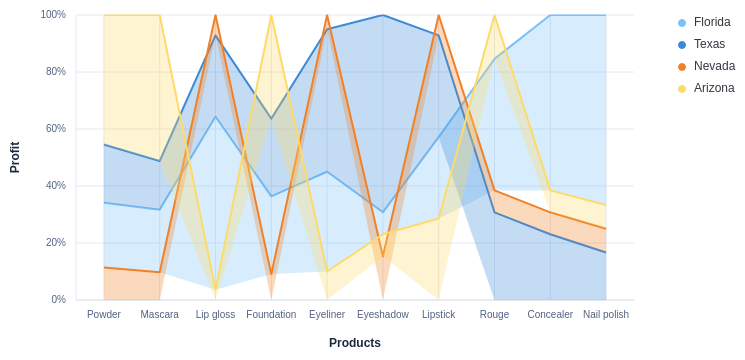 100%
80%
60%
40%
20%
0%
Profit
Powder
Mascara
Lip gloss
Foundation
Eyeliner
Eyeshadow
Lipstick
Rouge
Concealer
Nail polish
Products
Florida
Texas
Nevada
Arizona